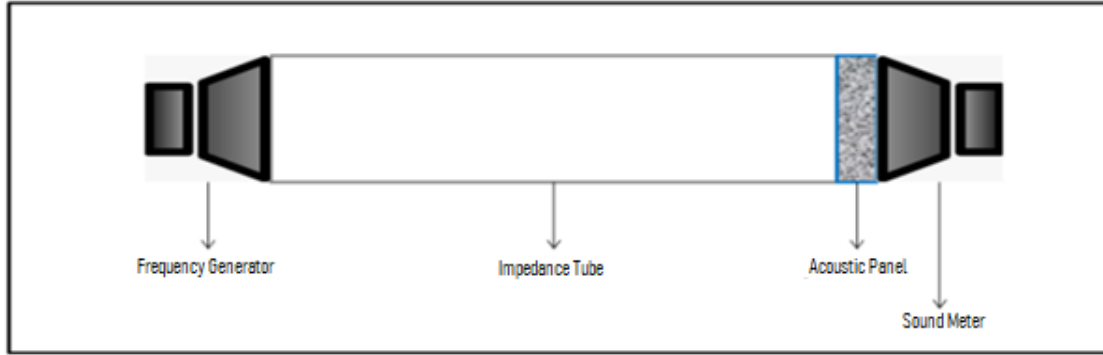 Frequency Generator
Impedance Tube
Acoustic Panel
Sound Meter